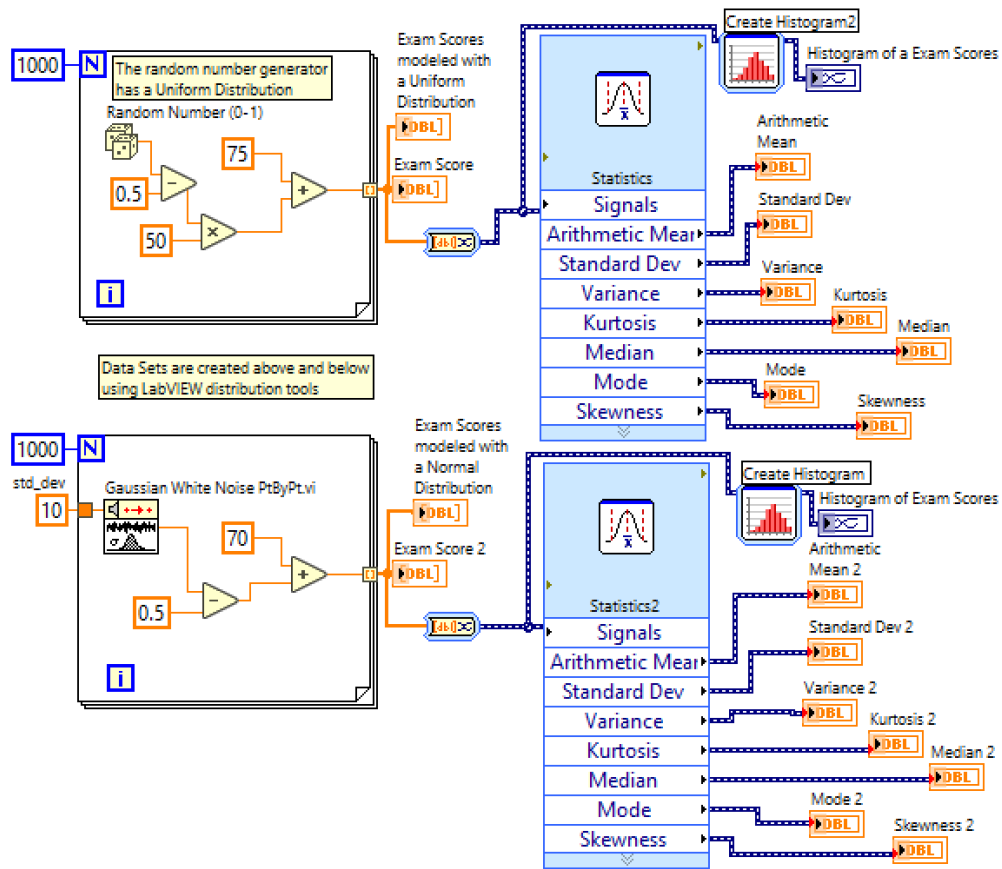 1000
N
The random number generator
has a Uniform Distribution
Random Number (0-1)
0.5
50
75
i
Exam Scores
modeled with
a Uniform
Distribution
DBL]
Exam Score
DBL]
[dbl]
Statistics
Signals
Arithmetic Mear
Standard Dev
Variance
Kurtosis
Median
Mode
Skewness
Create Histogram2
Histogram of a Exam Scores
Arithmetic
Mean
DBL
Standard Dev
DBL
Variance
DBL
Kurtosis
DBL
Median
DBL
Mode
DBL
Skewness
DBL
Data Sets are created above and below
using LabVIEW distribution tools
1000
N
std_dev
10
Gaussian White Noise PtByPt.vi
σ
0.5
70
i
Exam Scores
modeled with
a Normal
Distribution
DBL]
Exam Score 2
DBL]
[dbl]
Statistics2
Signals
Arithmetic Mear
Standard Dev
Variance
Kurtosis
Median
Mode
Skewness
Create Histogram
Histogram of Exam Scores
Arithmetic
Mean 2
DBL
Standard Dev 2
DBL
Variance 2
DBL
Kurtosis 2
DBL
Median 2
DBL
Mode 2
DBL
Skewness 2
DBL